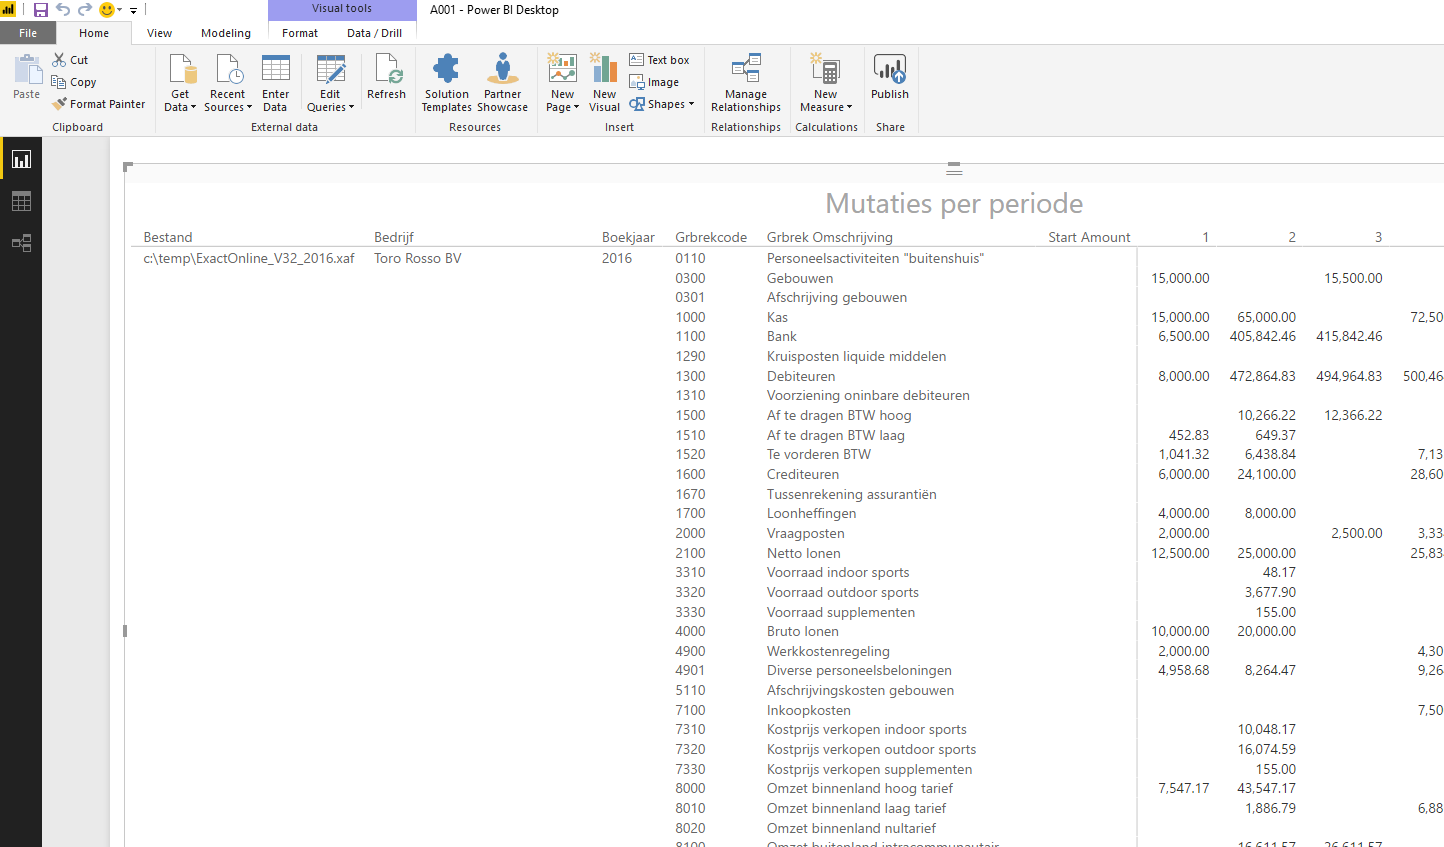 Visual tools A001 - Power BI Desktop
File Home View Modeling Format Data / Drill
Paste
Cut
Copy
Format Painter
Clipboard
Get Data
Recent Sources
Enter Data
Edit Queries
External data
Refresh
Solution Templates
Partner Showcase
Resources
New Page
New Visual
Text box
Image
Shapes
Insert
Manage Relationships
Relationships
New Measure
Calculations
Publish
Share
Mutaties per periode
Bestand Bedrijf Boekjaar Grbrekcode Grbrek Omschrijving Start Amount 1 2 3
c:\temp\ExactOnline_V32_2016.xaf Toro Rosso BV 2016 0110 Personeelsactiviteiten "buitenshuis"
0300 Gebouwen 15,000.00 15,500.00
0301 Afschrijving gebouwen
1000 Kas 15,000.00 65,000.00 72,50
1100 Bank 6,500.00 405,842.46 415,842.46
1290 Kruisposten liquide middelen
1300 Debiteuren 8,000.00 472,864.83 494,964.83 500,46
1310 Voorziening oninbare debiteuren
1500 Af te dragen BTW hoog 10,266.22 12,366.22
1510 Af te dragen BTW laag 452.83 649.37
1520 Te vorderen BTW 1,041.32 6,438.84 7,13
1600 Crediteuren 6,000.00 24,100.00 28,60
1670 Tussenrekening assurantiën
1700 Loonheffingen 4,000.00 8,000.00
2000 Vraagposten 2,000.00 2,500.00 3,33
2100 Netto lonen 12,500.00 25,000.00 25,83
3310 Voorraad indoor sports 48.17
3320 Voorraad outdoor sports 3,677.90
3330 Voorraad supplementen 155.00
4000 Bruto lonen 10,000.00 20,000.00
4900 Werkkostenregeling 2,000.00 4,30
4901 Diverse personeelsbeloningen 4,958.68 8,264.47 9,26
5110 Afschrijvingskosten gebouwen
7100 Inkoopkosten 7,50
7310 Kostprijs verkopen indoor sports 10,048.17
7320 Kostprijs verkopen outdoor sports 16,074.59
7330 Kostprijs verkopen supplementen 155.00
8000 Omzet binnenland hoog tarief 7,547.17 43,547.17
8010 Omzet binnenland laag tarief 1,886.79 6,88
8020 Omzet binnenland nultarief
8100 Omzet buitenland intracommunautair 16,611.57 26,611.57